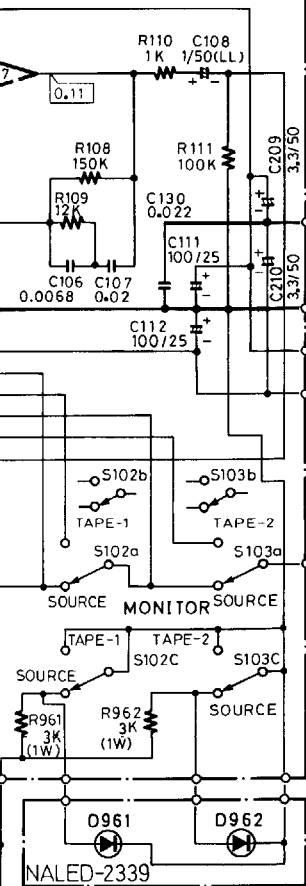 R110
1K
C108
1/50(LL)
7
0.11
R108
150K
R109
12K
R111
100K
C209
3.3/50
C130
0.022
C111
100/25
C106
0.0068
C107
0.02
C210
3.3/50
C112
100/25
S102b
TAPE-1
S103b
TAPE-2
S102a
S103a
SOURCE
MONITOR
SOURCE
TAPE-1
TAPE-2
S102C
S103C
SOURCE
SOURCE
R961
3K
(1W)
R962
3K
(1W)
D961
D962
NALED-2339